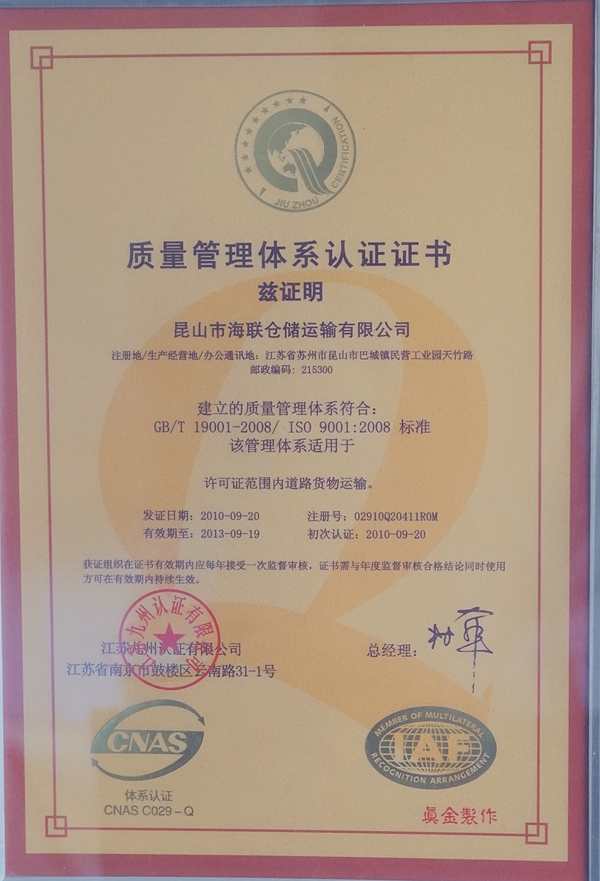 JIU ZHOU CERTIFICATION
质量管理体系认证证书
兹证明
昆山市海联仓储运输有限公司
注册地/生产经营地/办公通讯地：江苏省苏州市昆山市巴城镇民营工业园天竹路
邮政编码：215300
建立的质量管理体系符合：
GB/T 19001-2008/ ISO 9001:2008 标准
该管理体系适用于
许可证范围内道路货物运输。
发证日期：2010-09-20 注册号：02910Q20411R0M
有效期至：2013-09-19 初次认证：2010-09-20
获证组织在证书有效期内应每年接受一次监督审核，证书需与年度监督审核合格结论同时使用
方可在有效期内持续生效。
江苏九州认证有限公司
江苏九州认证有限公司
江苏省南京市鼓楼区云南路31-1号
总经理：
CNAS
体系认证
CNAS C029-Q
MEMBER OF MULTILATERAL
IAF
RECOGNITION ARRANGEMENT
真金製作